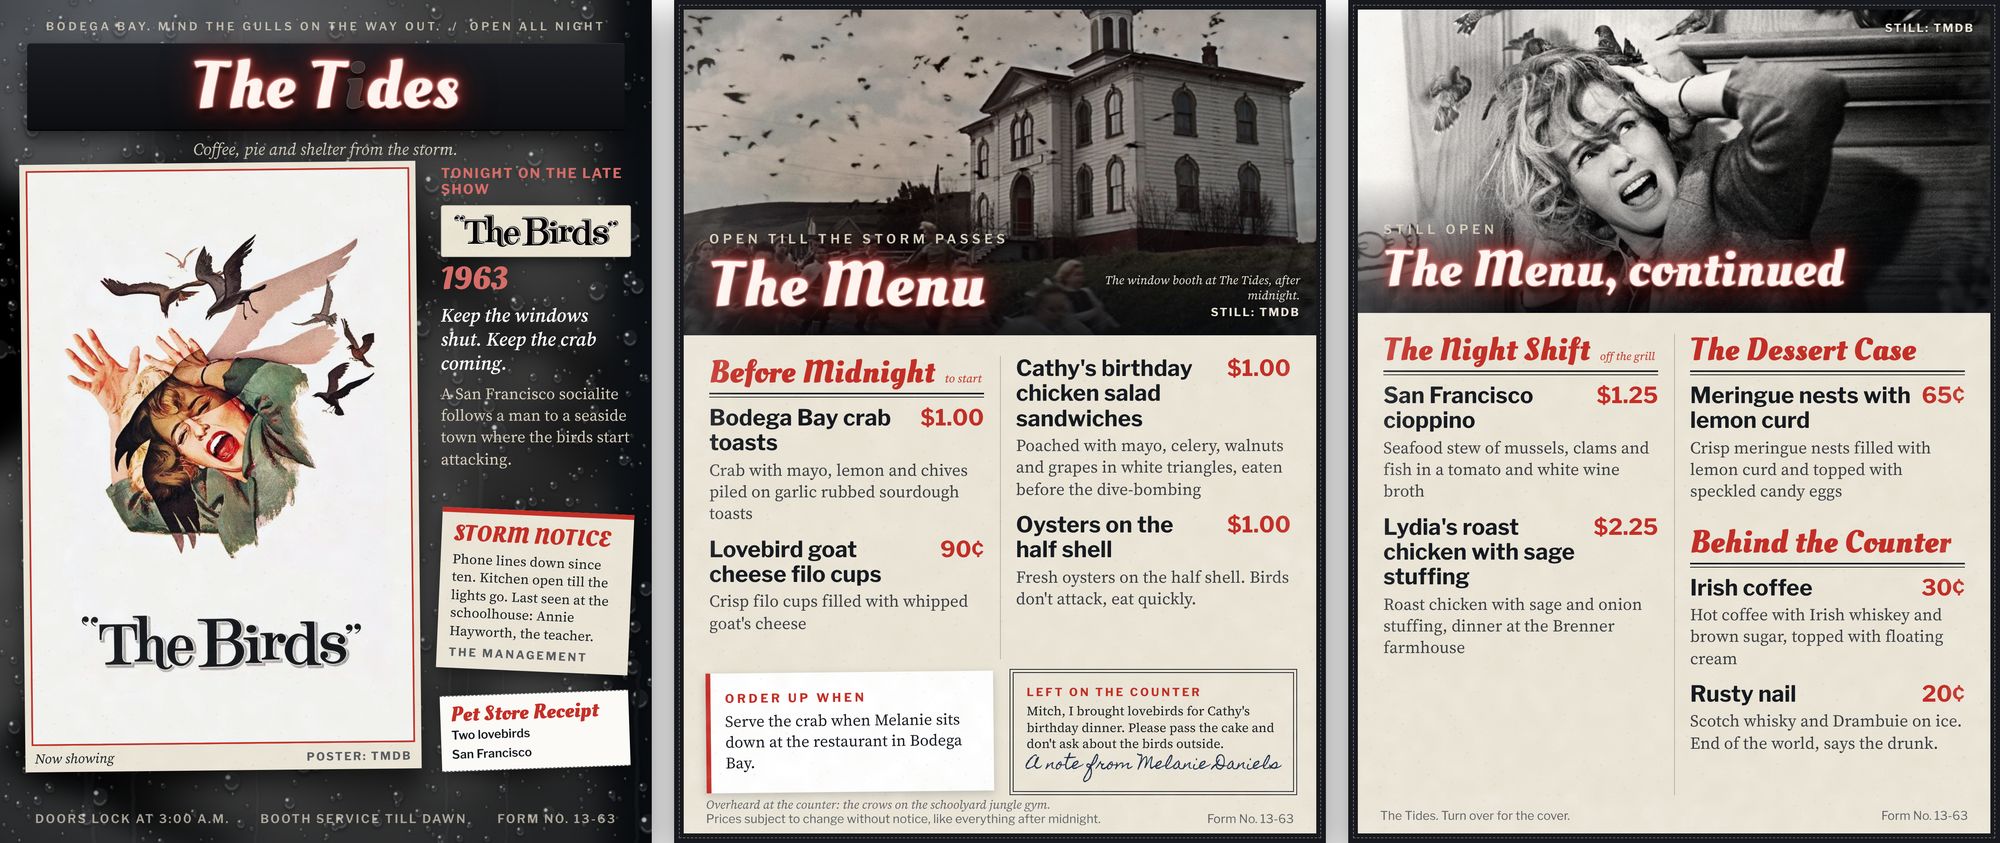 BODEGA BAY. MIND THE GULLS ON THE WAY OUT. / OPEN ALL NIGHT
The Tides
Coffee, pie and shelter from the storm.
TONIGHT ON THE LATE
SHOW
"The Birds"
1963
Keep the windows
shut. Keep the crab
coming.
A San Francisco socialite
follows a man to a seaside
town where the birds start
attacking.
"The Birds"
Now showing
POSTER: TMDB
STORM NOTICE
Phone lines down since
ten. Kitchen open till the
lights go. Last seen at the
schoolhouse: Annie
Hayworth, the teacher.
THE MANAGEMENT
Pet Store Receipt
Two lovebirds
San Francisco
DOORS LOCK AT 3:00 A.M. BOOTH SERVICE TILL DAWN. FORM NO. 13-63
OPEN TILL THE STORM PASSES
The Menu
The window booth at The Tides, after
midnight.
STILL: TMDB
Before Midnight to start
Bodega Bay crab $1.00
toasts
Crab with mayo, lemon and chives
piled on garlic rubbed sourdough
toasts
Lovebird goat 90¢
cheese filo cups
Crisp filo cups filled with whipped
goat's cheese
Cathy's birthday $1.00
chicken salad
sandwiches
Poached with mayo, celery, walnuts
and grapes in white triangles, eaten
before the dive-bombing
Oysters on the $1.00
half shell
Fresh oysters on the half shell. Birds
don't attack, eat quickly.
ORDER UP WHEN
Serve the crab when Melanie sits
down at the restaurant in Bodega
Bay.
LEFT ON THE COUNTER
Mitch, I brought lovebirds for Cathy's
birthday dinner. Please pass the cake and
don't ask about the birds outside.
A note from Melanie Daniels
Overheard at the counter: the crows on the schoolyard jungle gym.
Prices subject to change without notice, like everything after midnight.
Form No. 13-63
STILL: TMDB
STILL OPEN
The Menu, continued
The Night Shift off the grill
San Francisco $1.25
cioppino
Seafood stew of mussels, clams and
fish in a tomato and white wine
broth
Lydia's roast $2.25
chicken with sage
stuffing
Roast chicken with sage and onion
stuffing, dinner at the Brenner
farmhouse
The Dessert Case
Meringue nests with 65¢
lemon curd
Crisp meringue nests filled with
lemon curd and topped with
speckled candy eggs
Behind the Counter
Irish coffee 30¢
Hot coffee with Irish whiskey and
brown sugar, topped with floating
cream
Rusty nail 20¢
Scotch whisky and Drambuie on ice.
End of the world, says the drunk.
The Tides. Turn over for the cover.
Form No. 13-63